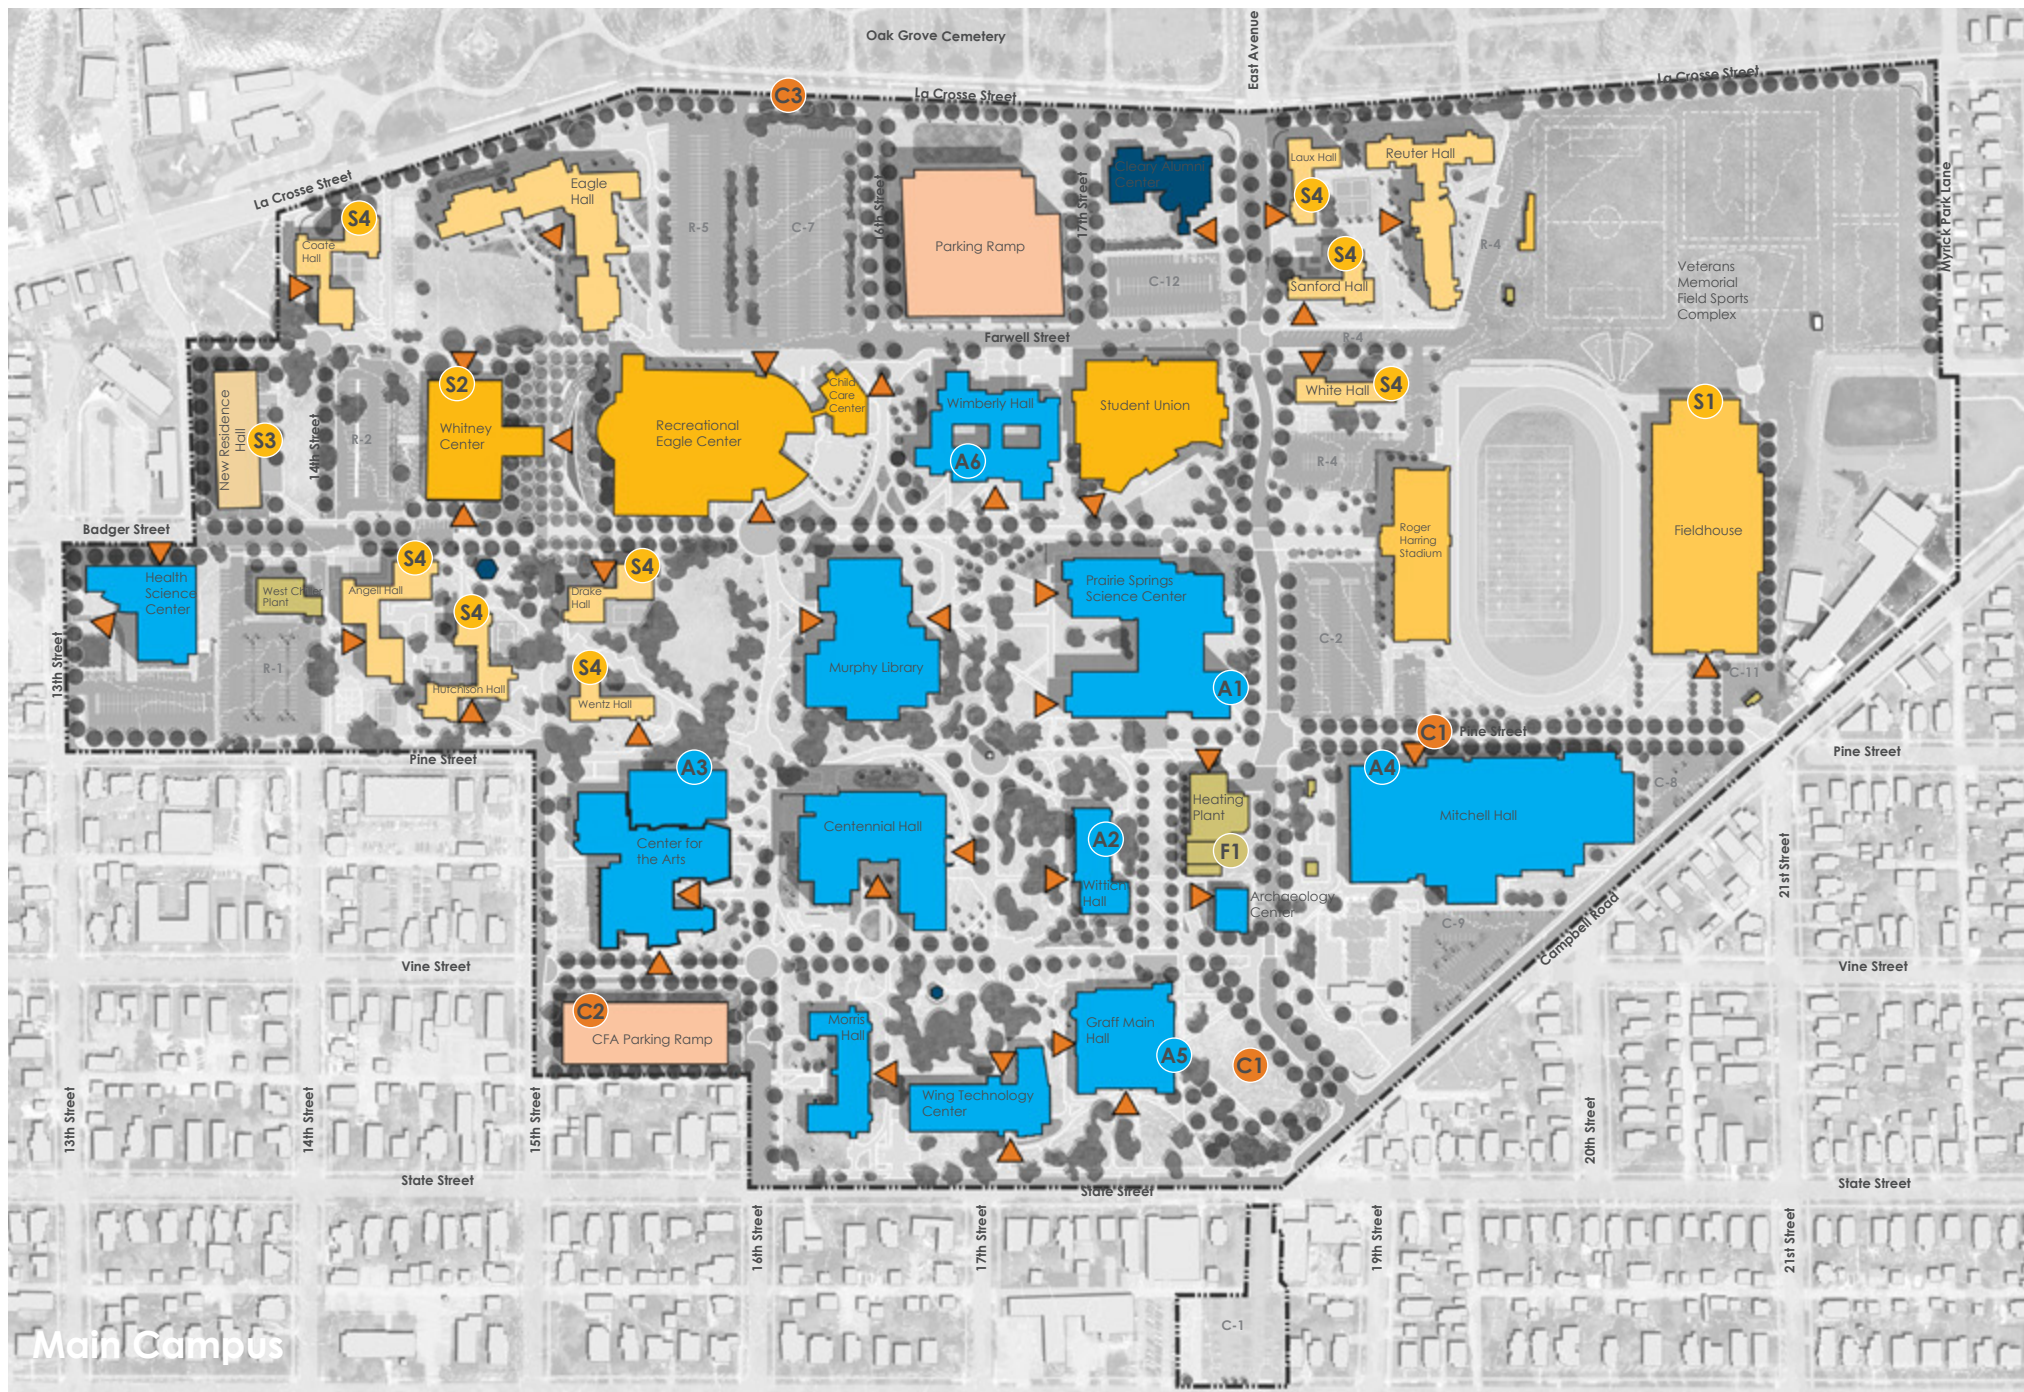 Oak Grove Cemetery
East Avenue
La Crosse Street
C3
La Crosse Street
La Crosse Street
Myrick Park Lane
S4
Coate
Hall
Eagle
Hall
R-5
C-7
16th Street
Parking Ramp
17th Street
Cleary Alumni
Center
C-12
Laux Hall
S4
Reuter Hall
S4
Sanford Hall
R-4
Veterans
Memorial
Field Sports
Complex
Farwell Street
R-4
New Residence
Hall
S3
14th Street
R-2
S2
Whitney
Center
Recreational
Eagle Center
Child
Care
Center
Wimberly Hall
A6
Student Union
White Hall
S4
R-4
Roger
Harring
Stadium
S1
Fieldhouse
Badger Street
Health
Science
Center
West Chiller
Plant
S4
Angell Hall
S4
Hutchison Hall
R-1
13th Street
Drake
Hall
S4
S4
Wentz Hall
Murphy Library
Prairie Springs
Science Center
A1
C-2
C-11
Pine Street
C1
Pine Street
Pine Street
A3
Center for
the Arts
Centennial Hall
A2
Wittich
Hall
Heating
Plant
F1
Archaeology
Center
A4
Mitchell Hall
C-8
C-9
Campbell Road
21st Street
Vine Street
Vine Street
C2
CFA Parking Ramp
Morris
Hall
Wing Technology
Center
Graff Main
Hall
A5
C1
13th Street
14th Street
15th Street
20th Street
State Street
State Street
State Street
16th Street
17th Street
19th Street
21st Street
C-1
Main Campus